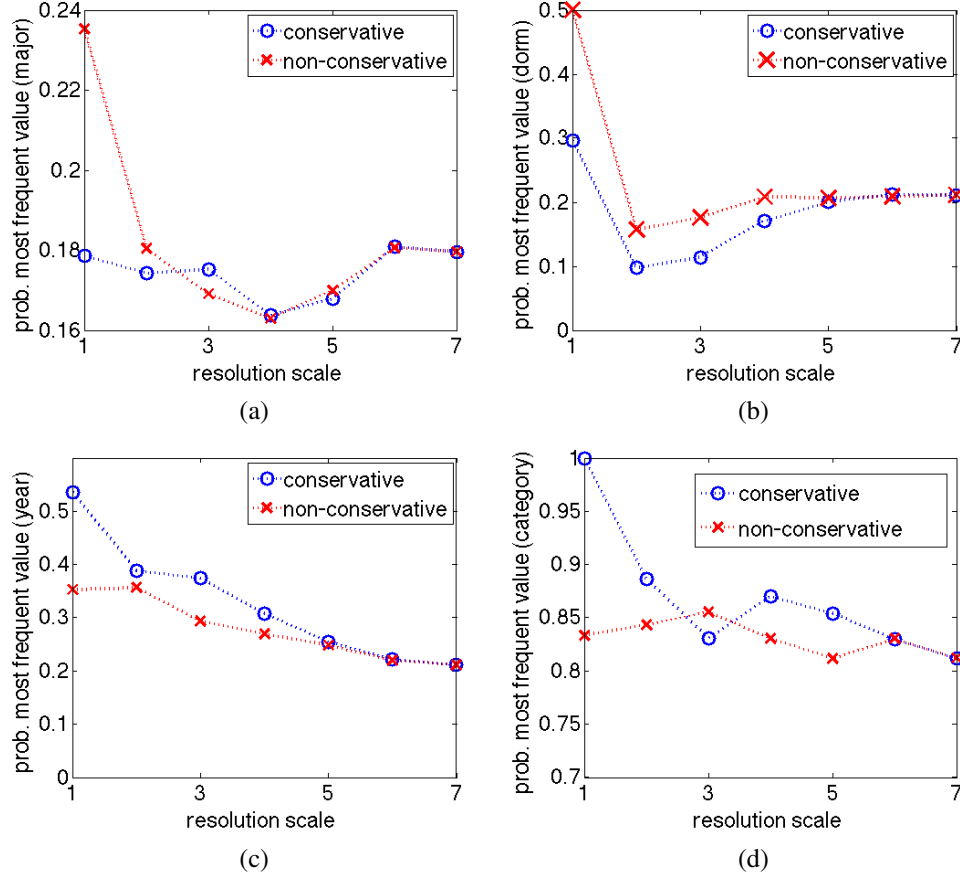 0.24
0.22
0.2
0.18
0.16
prob. most frequent value (major)
conservative
non-conservative
1
3
5
7
resolution scale
(a)
0.5
0.3
0.2
0.1
0
prob. most frequent value (dorm)
conservative
non-conservative
1
3
5
7
resolution scale
(b)
0.5
0.4
0.3
0.2
0.1
0
prob. most frequent value (year)
conservative
non-conservative
1
3
5
7
resolution scale
(c)
1
0.95
0.9
0.85
0.8
0.75
0.7
prob. most frequent value (category)
conservative
non-conservative
1
3
5
7
resolution scale
(d)